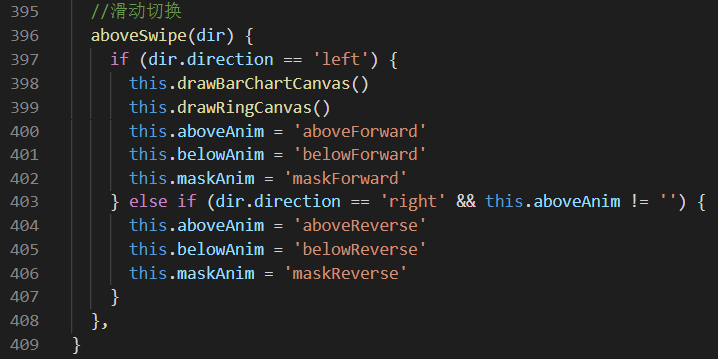 395 //滑动切换
396 aboveSwipe(dir) {
397 if (dir.direction == 'left') {
398 this.drawBarChartCanvas()
399 this.drawRingCanvas()
400 this.aboveAnim = 'aboveForward'
401 this.belowAnim = 'belowForward'
402 this.maskAnim = 'maskForward'
403 } else if (dir.direction == 'right' && this.aboveAnim != '') {
404 this.aboveAnim = 'aboveReverse'
405 this.belowAnim = 'belowReverse'
406 this.maskAnim = 'maskReverse'
407 }
408 },
409 }